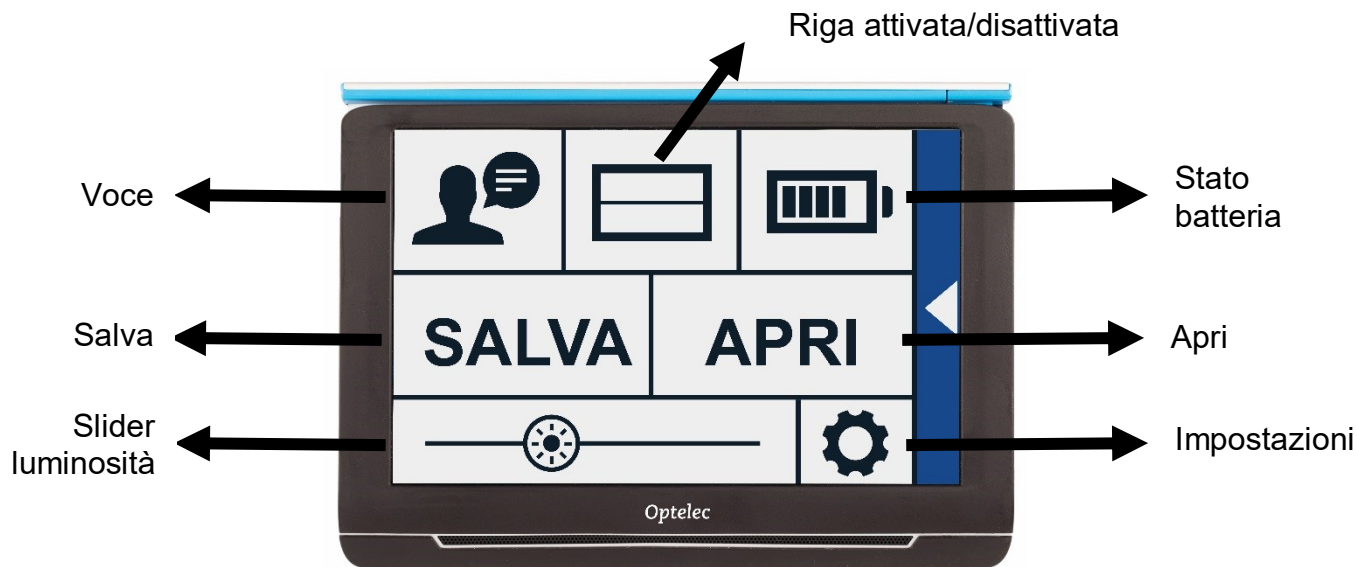 Riga attivata/disattivata
Voce
Stato
batteria
SALVA
APRI
Salva
Apri
Slider
luminosità
Impostazioni
Optelec